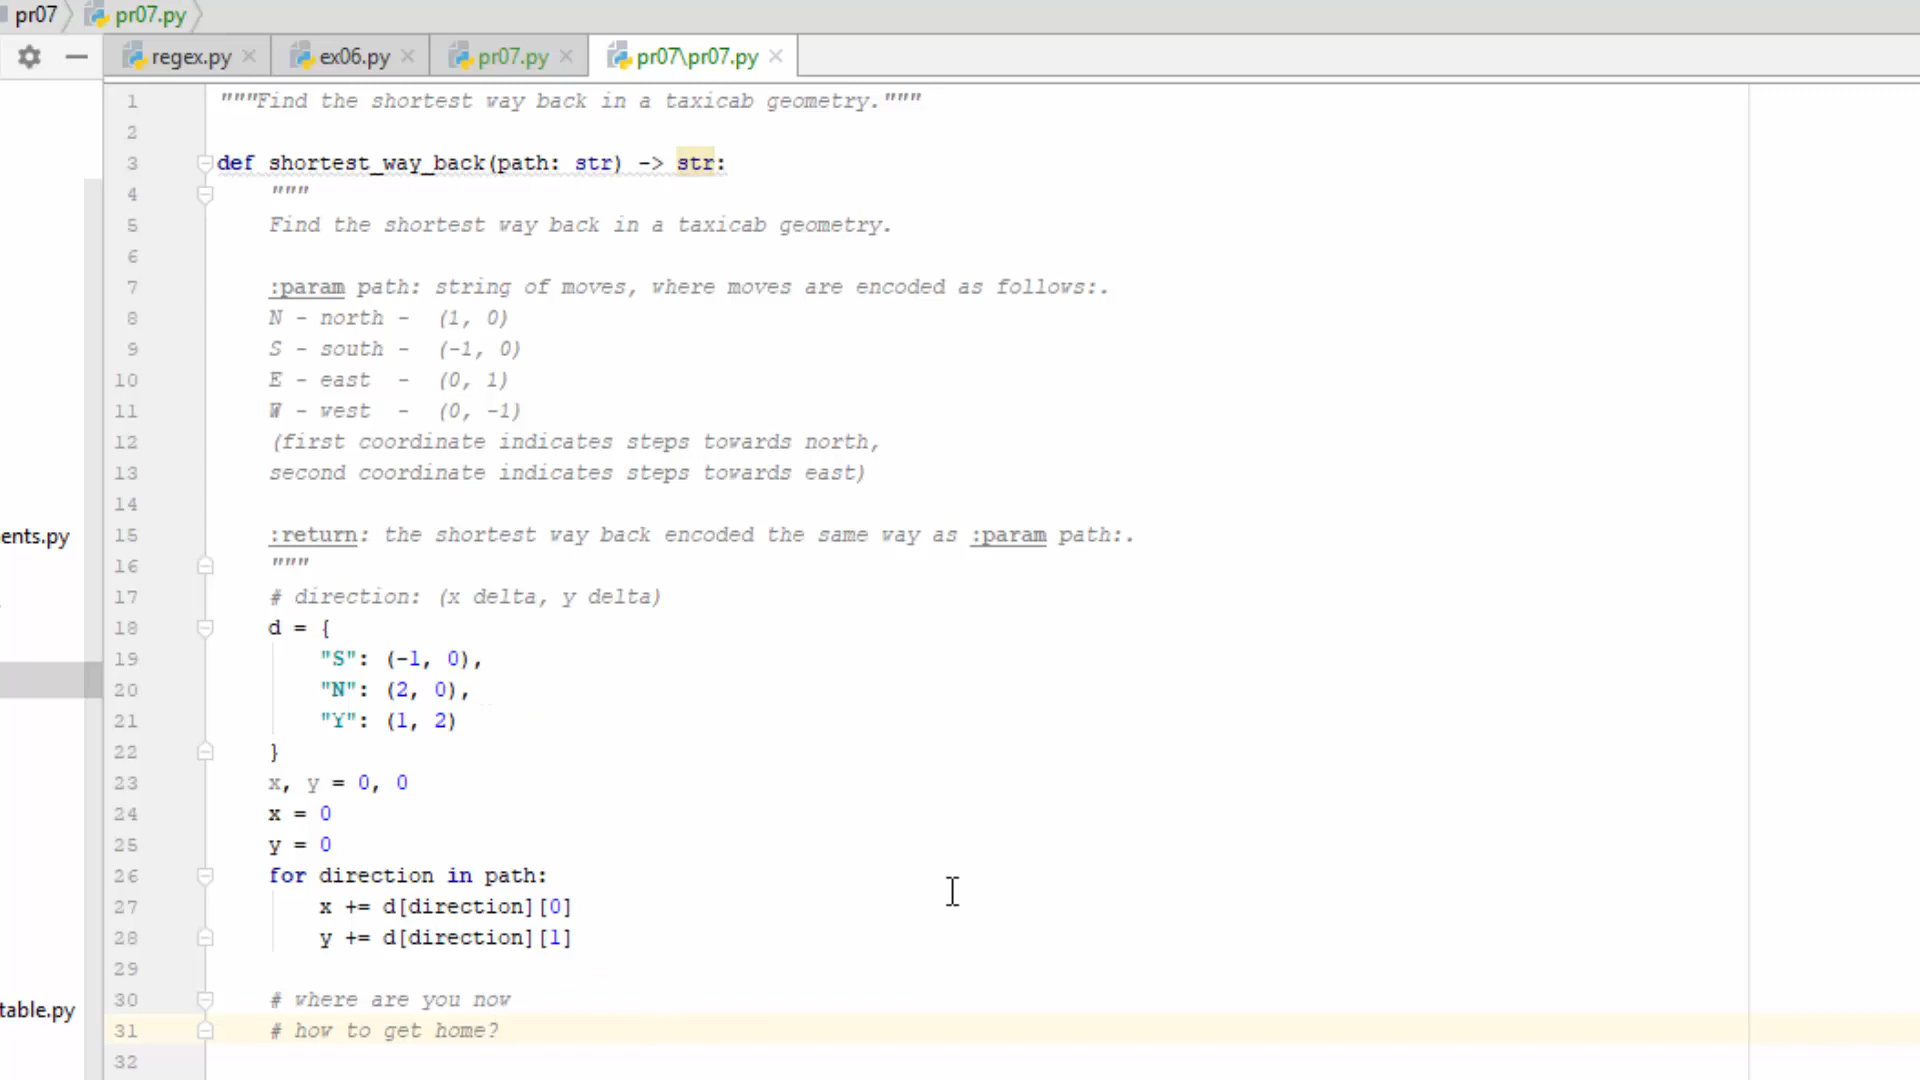 pr07 pr07.py
regex.py ex06.py pr07.py pr07\pr07.py
1 """Find the shortest way back in a taxicab geometry."""
2
3 def shortest_way_back(path: str) -> str:
4 """
5 Find the shortest way back in a taxicab geometry.
6
7 :param path: string of moves, where moves are encoded as follows:.
8 N - north - (1, 0)
9 S - south - (-1, 0)
10 E - east - (0, 1)
11 W - west - (0, -1)
12 (first coordinate indicates steps towards north,
13 second coordinate indicates steps towards east)
14
ents.py
15 :return: the shortest way back encoded the same way as :param path:.
16 """
17 # direction: (x delta, y delta)
18 d = {
19 "S": (-1, 0),
20 "N": (2, 0),
21 "Y": (1, 2)
22 }
23 x, y = 0, 0
24 x = 0
25 y = 0
26 for direction in path:
27 x += d[direction][0]
28 y += d[direction][1]
29
30 # where are you now
table.py
31 # how to get home?
32